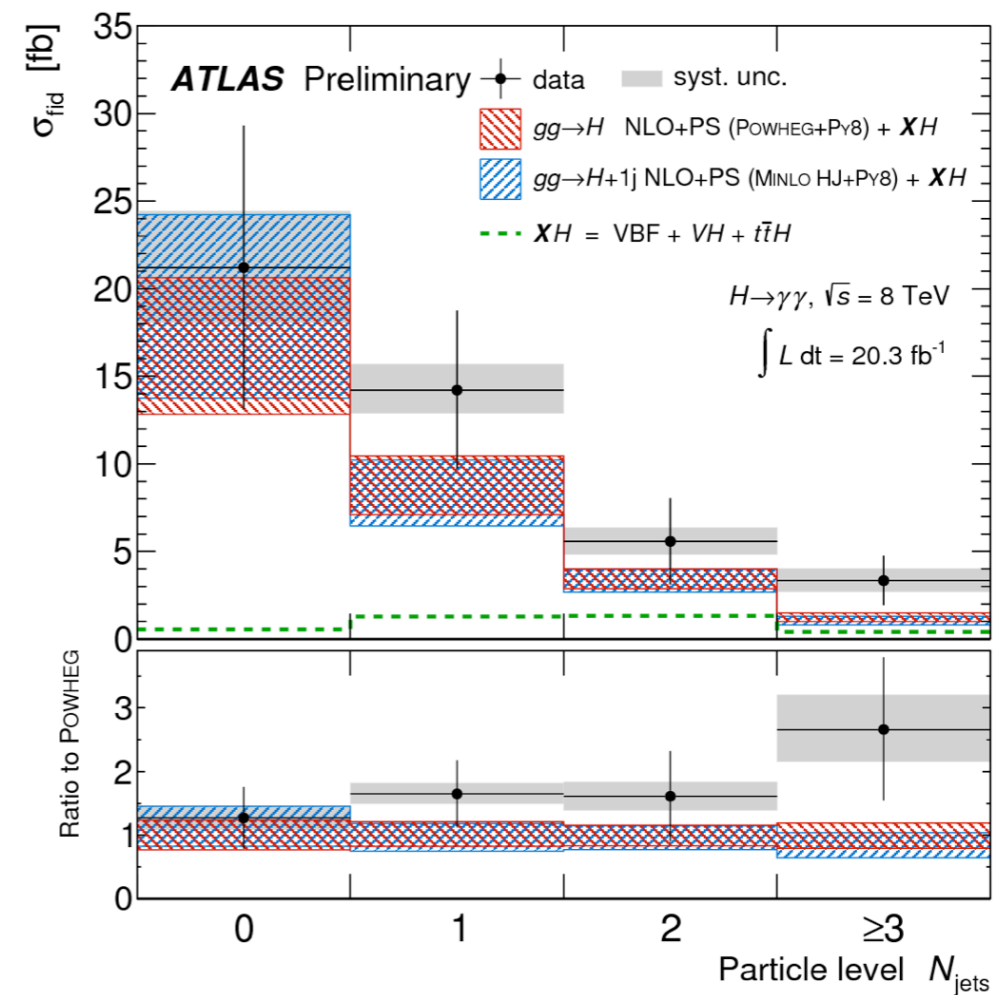 σfid [fb]
35
30
25
20
15
10
5
0
ATLAS Preliminary
data
syst. unc.
gg→H NLO+PS (POWHEG+PY8) + XH
gg→H+1j NLO+PS (MINLO HJ+PY8) + XH
XH = VBF + VH + tt̄H
H→γγ, √s = 8 TeV
∫ L dt = 20.3 fb⁻¹
Ratio to POWHEG
3
2
1
0
0 1 2 ≥3
Particle level Njets